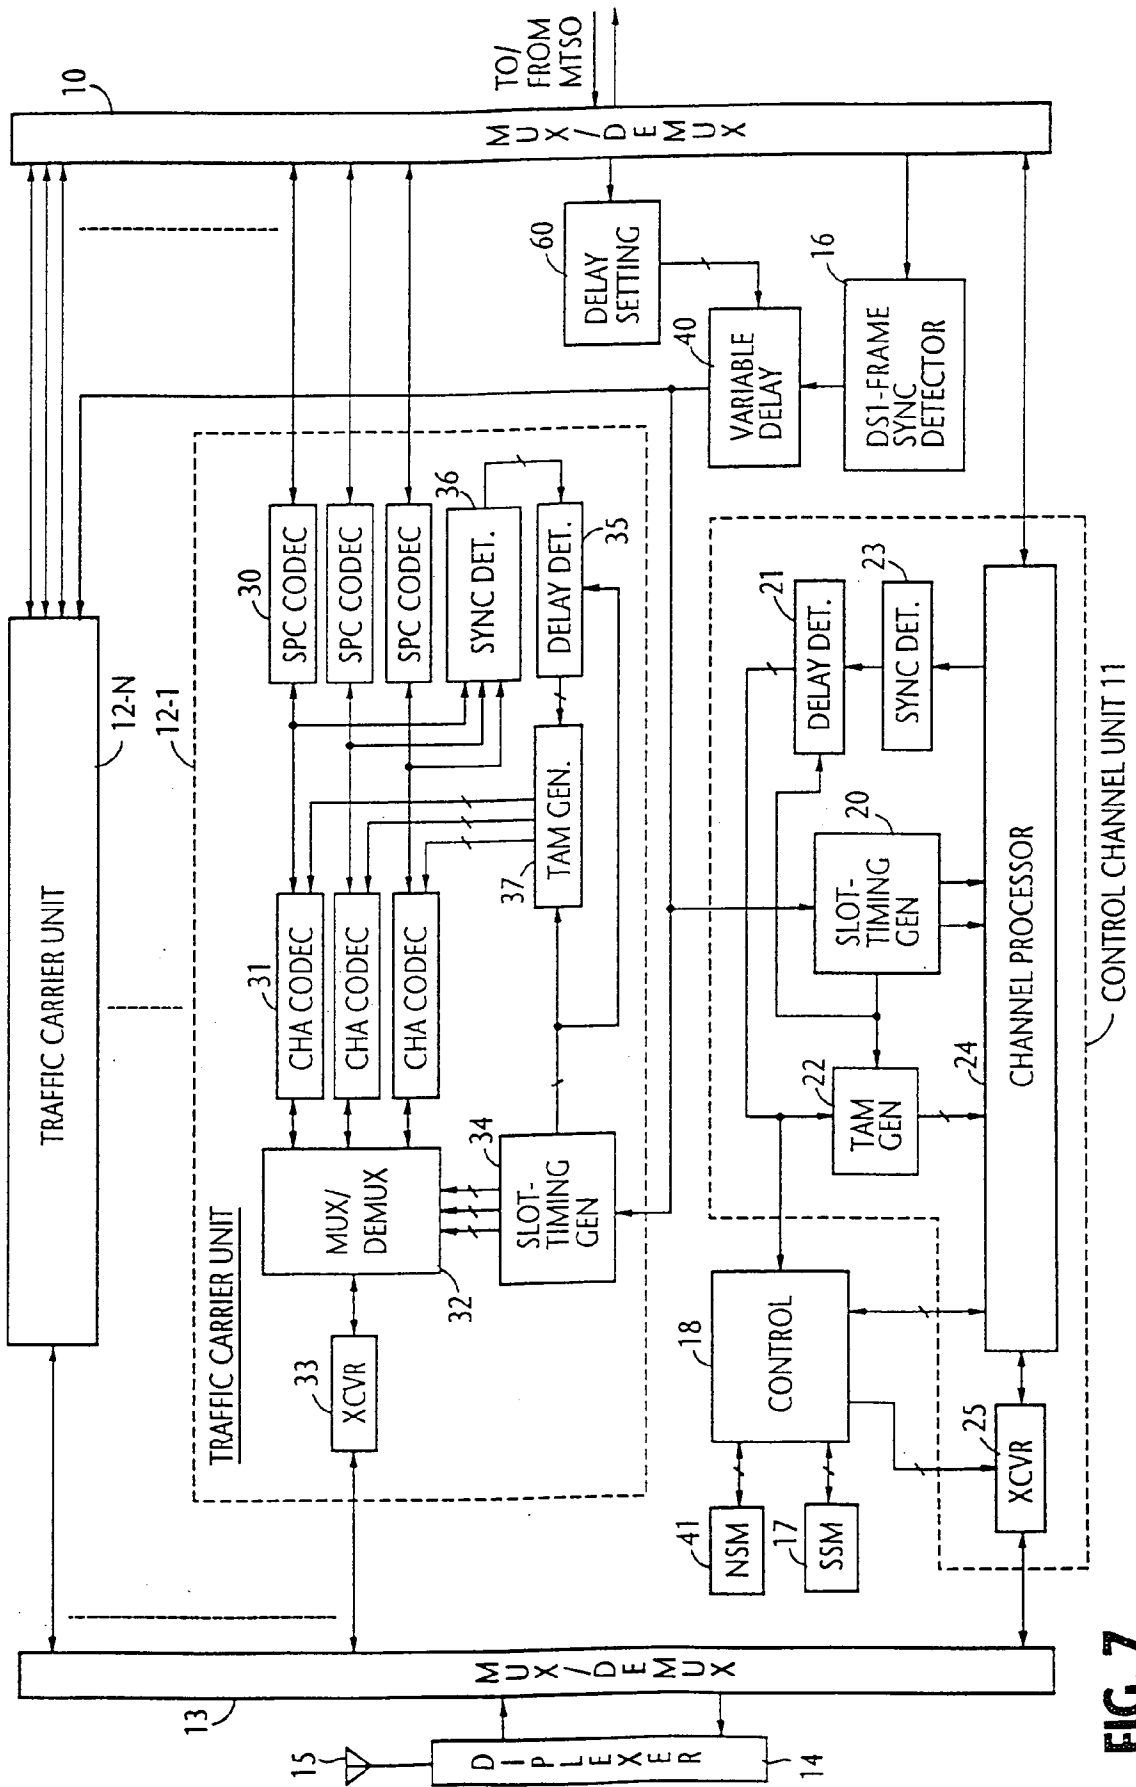 10
MUX/DEMUX
TO/
FROM
MTSO
TRAFFIC CARRIER UNIT
12-N
12-1
TRAFFIC CARRIER UNIT
30
SPC CODEC
SPC CODEC
SPC CODEC
36
SYNC DET.
DELAY DET.
35
31
CHA CODEC
CHA CODEC
CHA CODEC
37
TAM GEN.
MUX/
DEMUX
32
34
SLOT-
TIMING
GEN
33
XCVR
60
DELAY
SETTING
40
VARIABLE
DELAY
16
DS1-FRAME
SYNC
DETECTOR
21
DELAY DET.
23
SYNC DET.
20
SLOT-
TIMING
GEN
22
TAM
GEN
24
CHANNEL PROCESSOR
CONTROL CHANNEL UNIT 11
18
CONTROL
41
NSM
17
SSM
25
XCVR
13
MUX/DEMUX
15
DIPLEXER
14
FIG. 7